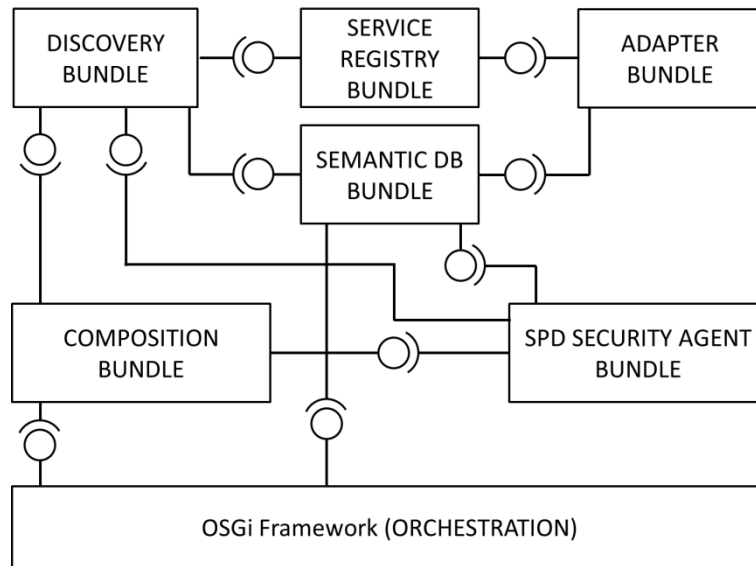 DISCOVERY
BUNDLE
SERVICE
REGISTRY
BUNDLE
ADAPTER
BUNDLE
SEMANTIC DB
BUNDLE
COMPOSITION
BUNDLE
SPD SECURITY AGENT
BUNDLE
OSGi Framework (ORCHESTRATION)